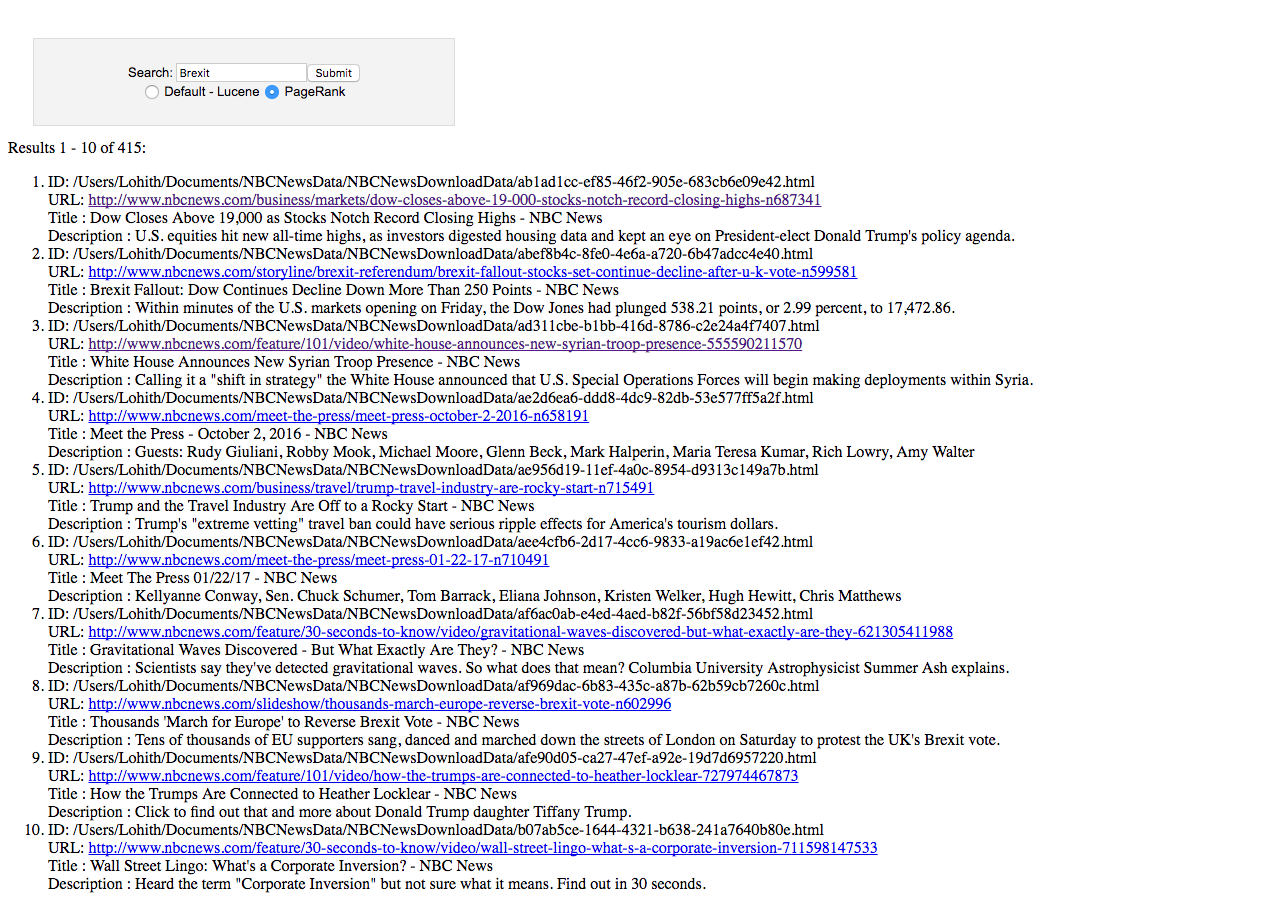 Search: Brexit Submit
Default - Lucene PageRank
Results 1 - 10 of 415:
1. ID: /Users/Lohith/Documents/NBCNewsData/NBCNewsDownloadData/ab1ad1cc-ef85-46f2-905e-683cb6e09e42.html
URL: http://www.nbcnews.com/business/markets/dow-closes-above-19-000-stocks-notch-record-closing-highs-n687341
Title : Dow Closes Above 19,000 as Stocks Notch Record Closing Highs - NBC News
Description : U.S. equities hit new all-time highs, as investors digested housing data and kept an eye on President-elect Donald Trump's policy agenda.
2. ID: /Users/Lohith/Documents/NBCNewsData/NBCNewsDownloadData/abef8b4c-8fe0-4e6a-a720-6b47adcc4e40.html
URL: http://www.nbcnews.com/storyline/brexit-referendum/brexit-fallout-stocks-set-continue-decline-after-u-k-vote-n599581
Title : Brexit Fallout: Dow Continues Decline Down More Than 250 Points - NBC News
Description : Within minutes of the U.S. markets opening on Friday, the Dow Jones had plunged 538.21 points, or 2.99 percent, to 17,472.86.
3. ID: /Users/Lohith/Documents/NBCNewsData/NBCNewsDownloadData/ad311cbe-b1bb-416d-8786-c2e24a4f7407.html
URL: http://www.nbcnews.com/feature/101/video/white-house-announces-new-syrian-troop-presence-555590211570
Title : White House Announces New Syrian Troop Presence - NBC News
Description : Calling it a "shift in strategy" the White House announced that U.S. Special Operations Forces will begin making deployments within Syria.
4. ID: /Users/Lohith/Documents/NBCNewsData/NBCNewsDownloadData/ae2d6ea6-ddd8-4dc9-82db-53e577ff5a2f.html
URL: http://www.nbcnews.com/meet-the-press/meet-press-october-2-2016-n658191
Title : Meet the Press - October 2, 2016 - NBC News
Description : Guests: Rudy Giuliani, Robby Mook, Michael Moore, Glenn Beck, Mark Halperin, Maria Teresa Kumar, Rich Lowry, Amy Walter
5. ID: /Users/Lohith/Documents/NBCNewsData/NBCNewsDownloadData/ae956d19-11ef-4a0c-8954-d9313c149a7b.html
URL: http://www.nbcnews.com/business/travel/trump-travel-industry-are-rocky-start-n715491
Title : Trump and the Travel Industry Are Off to a Rocky Start - NBC News
Description : Trump's "extreme vetting" travel ban could have serious ripple effects for America's tourism dollars.
6. ID: /Users/Lohith/Documents/NBCNewsData/NBCNewsDownloadData/aee4cfb6-2d17-4cc6-9833-a19ac6e1ef42.html
URL: http://www.nbcnews.com/meet-the-press/meet-press-01-22-17-n710491
Title : Meet The Press 01/22/17 - NBC News
Description : Kellyanne Conway, Sen. Chuck Schumer, Tom Barrack, Eliana Johnson, Kristen Welker, Hugh Hewitt, Chris Matthews
7. ID: /Users/Lohith/Documents/NBCNewsData/NBCNewsDownloadData/af6ac0ab-e4ed-4aed-b82f-56bf58d23452.html
URL: http://www.nbcnews.com/feature/30-seconds-to-know/video/gravitational-waves-discovered-but-what-exactly-are-they-621305411988
Title : Gravitational Waves Discovered - But What Exactly Are They? - NBC News
Description : Scientists say they've detected gravitational waves. So what does that mean? Columbia University Astrophysicist Summer Ash explains.
8. ID: /Users/Lohith/Documents/NBCNewsData/NBCNewsDownloadData/af969dac-6b83-435c-a87b-62b59cb7260c.html
URL: http://www.nbcnews.com/slideshow/thousands-march-europe-reverse-brexit-vote-n602996
Title : Thousands 'March for Europe' to Reverse Brexit Vote - NBC News
Description : Tens of thousands of EU supporters sang, danced and marched down the streets of London on Saturday to protest the UK's Brexit vote.
9. ID: /Users/Lohith/Documents/NBCNewsData/NBCNewsDownloadData/afe90d05-ca27-47ef-a92e-19d7d6957220.html
URL: http://www.nbcnews.com/feature/101/video/how-the-trumps-are-connected-to-heather-locklear-727974467873
Title : How the Trumps Are Connected to Heather Locklear - NBC News
Description : Click to find out that and more about Donald Trump daughter Tiffany Trump.
10. ID: /Users/Lohith/Documents/NBCNewsData/NBCNewsDownloadData/b07ab5ce-1644-4321-b638-241a7640b80e.html
URL: http://www.nbcnews.com/feature/30-seconds-to-know/video/wall-street-lingo-what-s-a-corporate-inversion-711598147533
Title : Wall Street Lingo: What's a Corporate Inversion? - NBC News
Description : Heard the term "Corporate Inversion" but not sure what it means. Find out in 30 seconds.